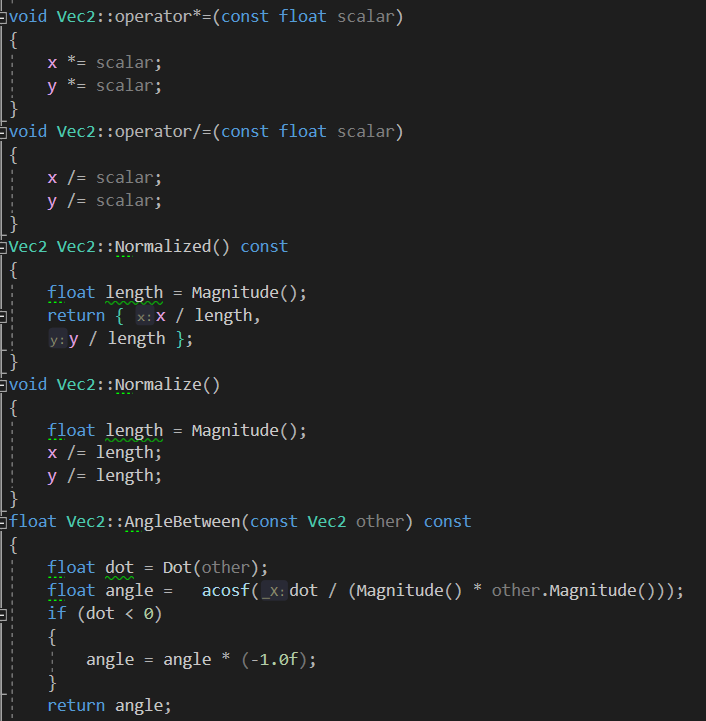 void Vec2::operator*=(const float scalar)
{
    x *= scalar;
    y *= scalar;
}
void Vec2::operator/=(const float scalar)
{
    x /= scalar;
    y /= scalar;
}
Vec2 Vec2::Normalized() const
{
    float length = Magnitude();
    return { x: x / length,
    y: y / length };
}
void Vec2::Normalize()
{
    float length = Magnitude();
    x /= length;
    y /= length;
}
float Vec2::AngleBetween(const Vec2 other) const
{
    float dot = Dot(other);
    float angle =   acosf(_X: dot / (Magnitude() * other.Magnitude()));
    if (dot < 0)
    {
        angle = angle * (-1.0f);
    }
    return angle;